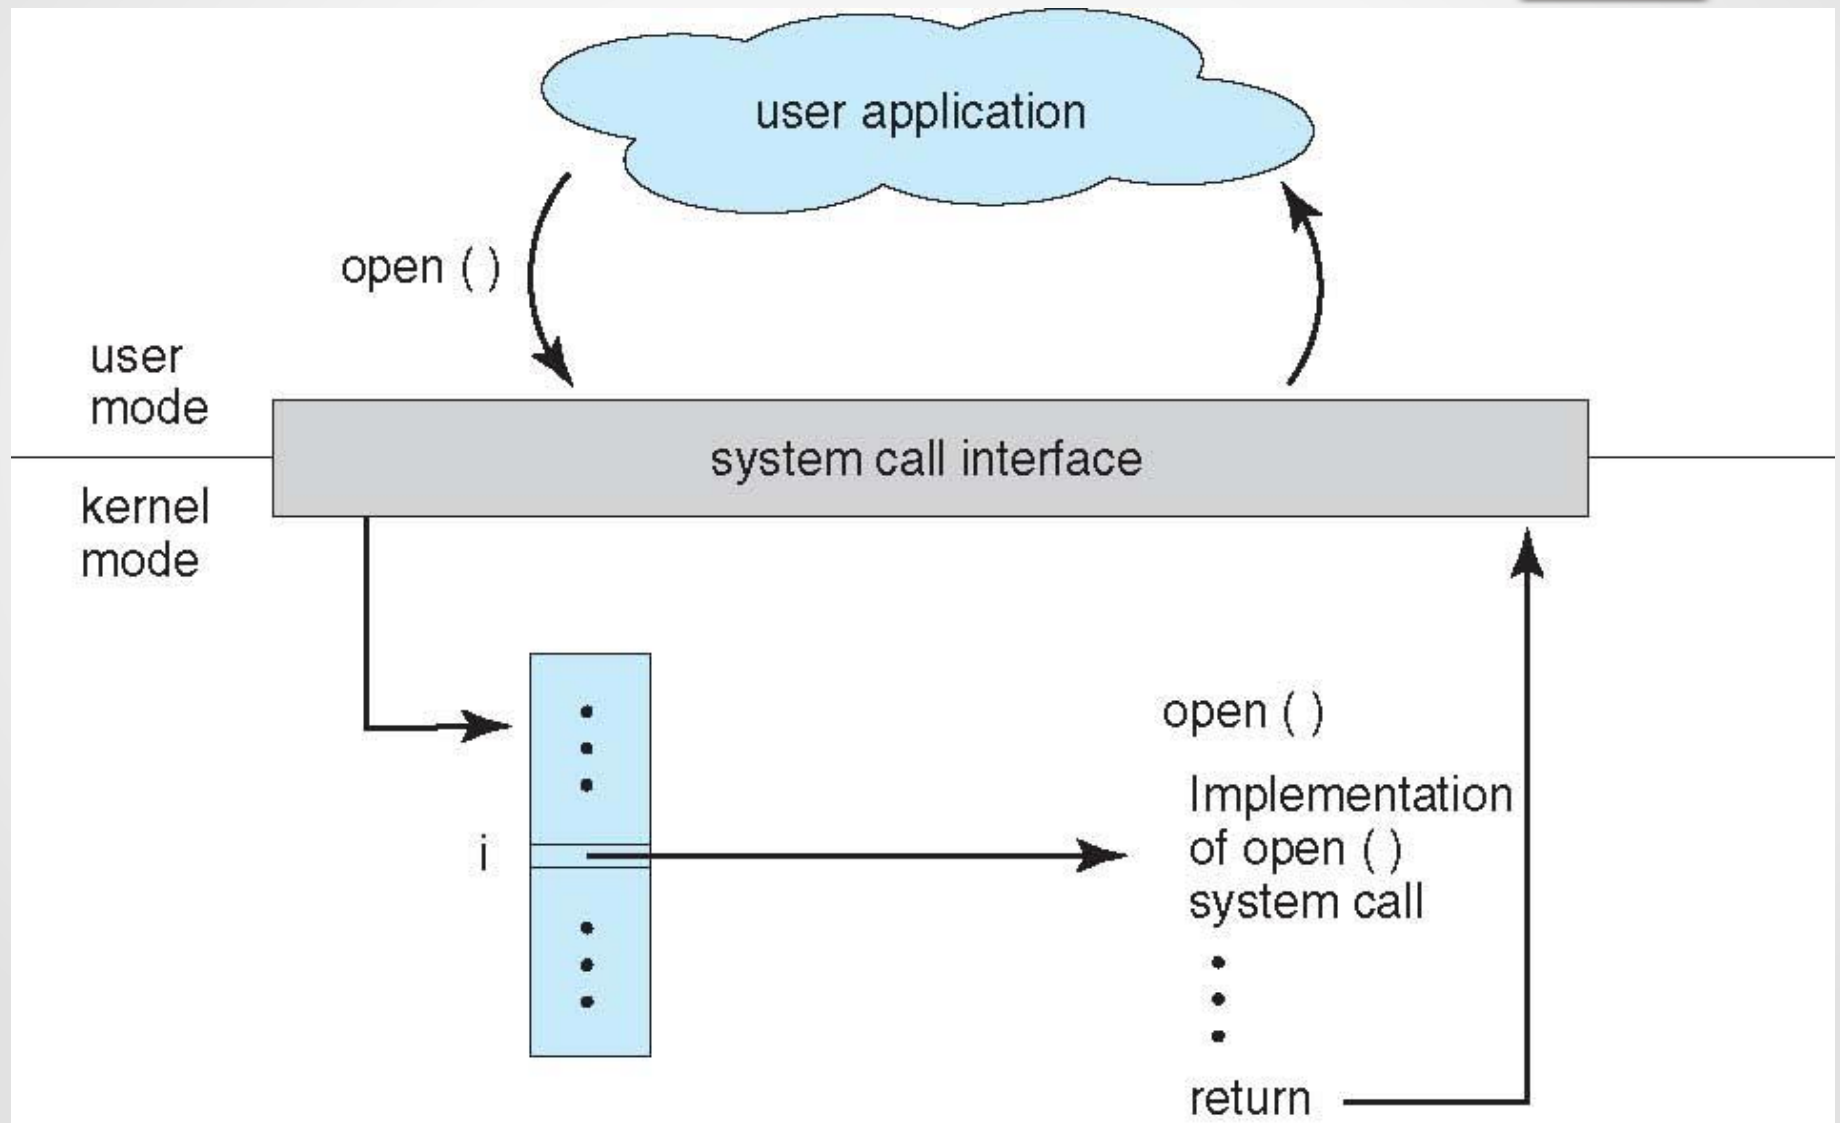 user application
open ( )
user
mode
system call interface
kernel
mode
open ( )
Implementation
i
of open ( )
system call
return